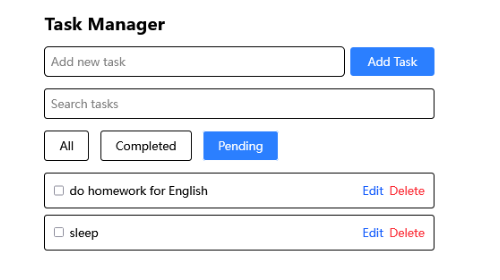 Task Manager
Add new task Add Task
Search tasks
All Completed Pending
do homework for English Edit Delete
sleep Edit Delete